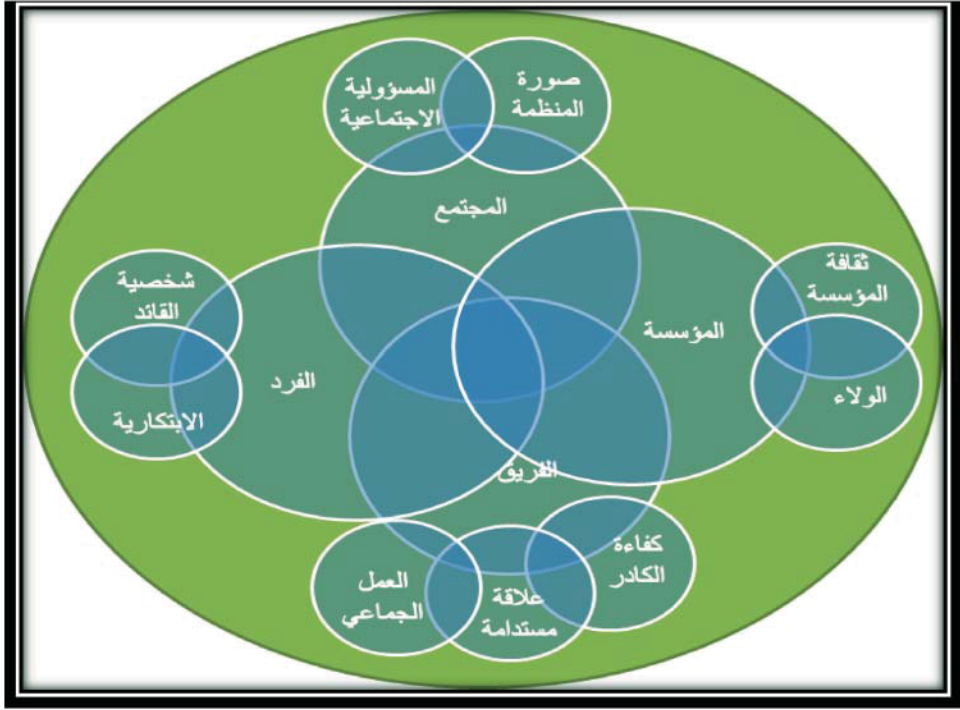 المسؤولية
الاجتماعية
صورة
المنظمة
المجتمع
ثقافة
المؤسسة
الولاء
المؤسسة
شخصية
القائد
الابتكارية
الفرد
الفريق
كفاءة
الكادر
علاقة
مستدامة
العمل
الجماعي